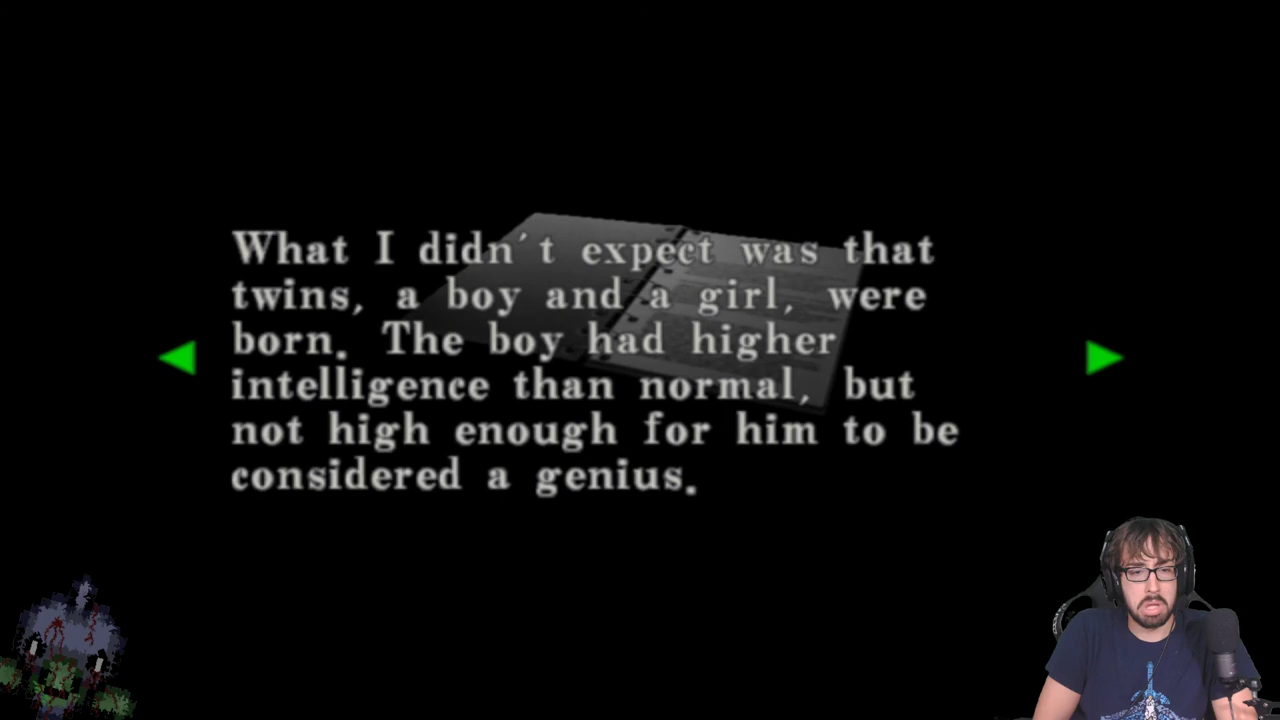 What I didn't expect was that
twins, a boy and a girl, were
born. The boy had higher
intelligence than normal, but
not high enough for him to be
considered a genius.